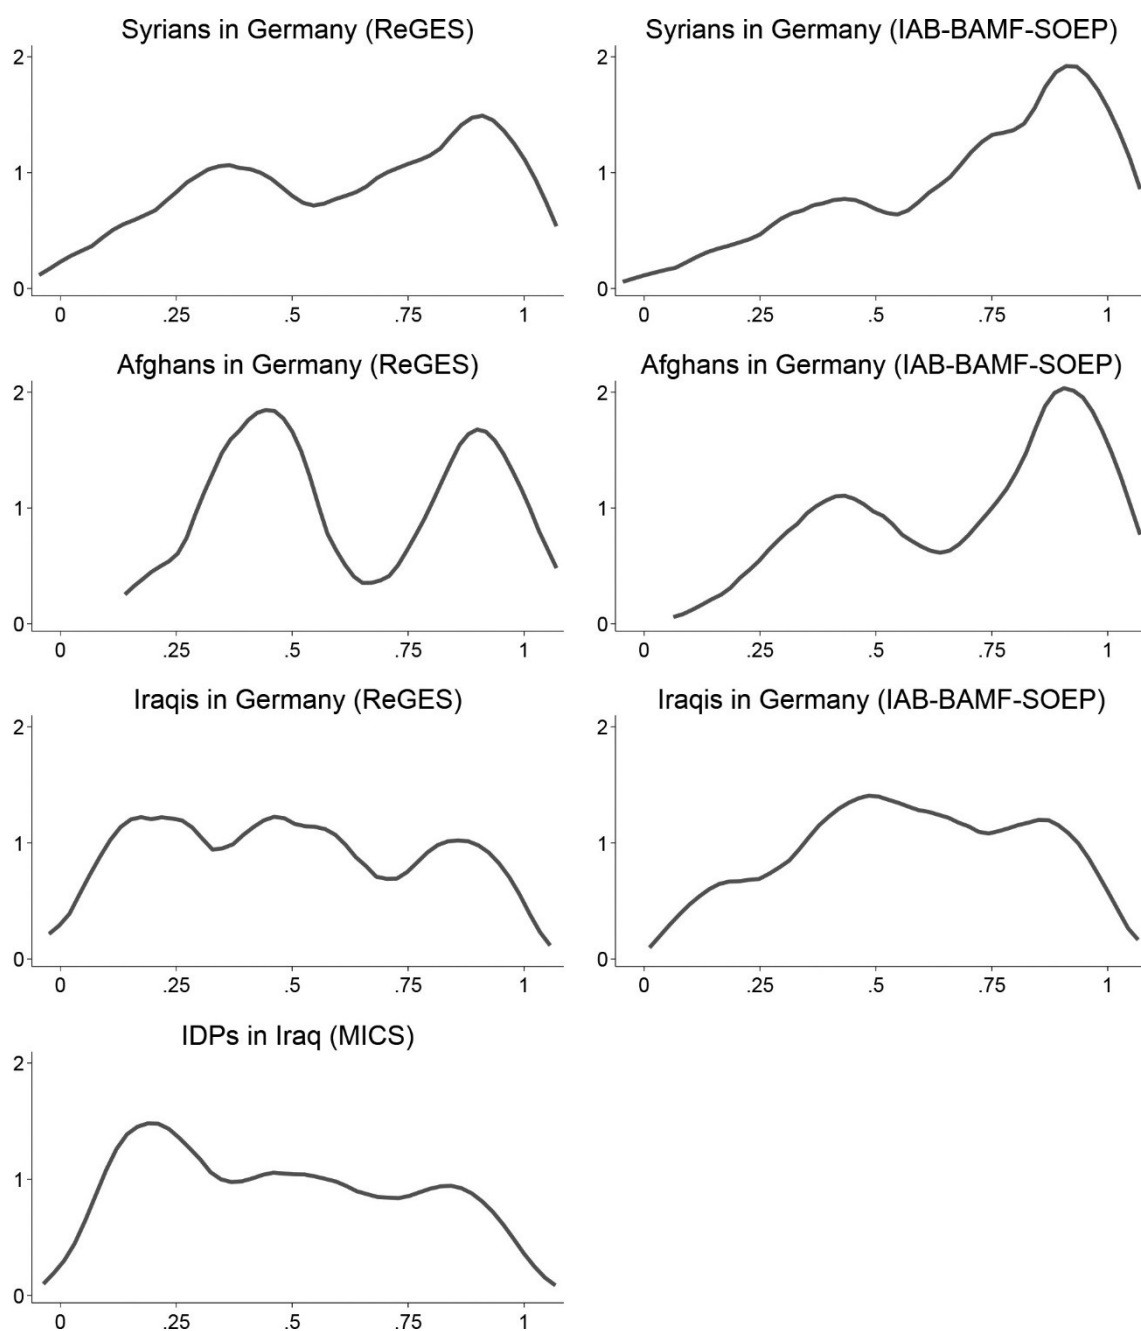 Syrians in Germany (ReGES)
2
1
0
0 .25 .5 .75 1
Syrians in Germany (IAB-BAMF-SOEP)
2
1
0
0 .25 .5 .75 1
Afghans in Germany (ReGES)
2
1
0
0 .25 .5 .75 1
Afghans in Germany (IAB-BAMF-SOEP)
2
1
0
0 .25 .5 .75 1
Iraqis in Germany (ReGES)
2
1
0
0 .25 .5 .75 1
Iraqis in Germany (IAB-BAMF-SOEP)
2
1
0
0 .25 .5 .75 1
IDPs in Iraq (MICS)
2
1
0
0 .25 .5 .75 1